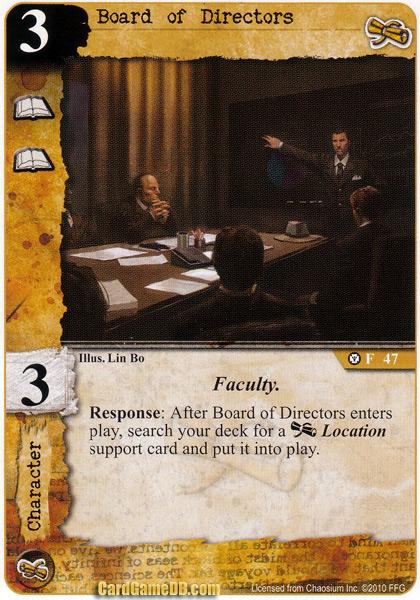 3
Board of Directors
Illus. Lin Bo
F 47
3
Faculty.
Response: After Board of Directors enters
play, search your deck for a Location
support card and put it into play.
Character
CardGameDB.com
Licensed from Chaosium Inc. ©2010 FFG